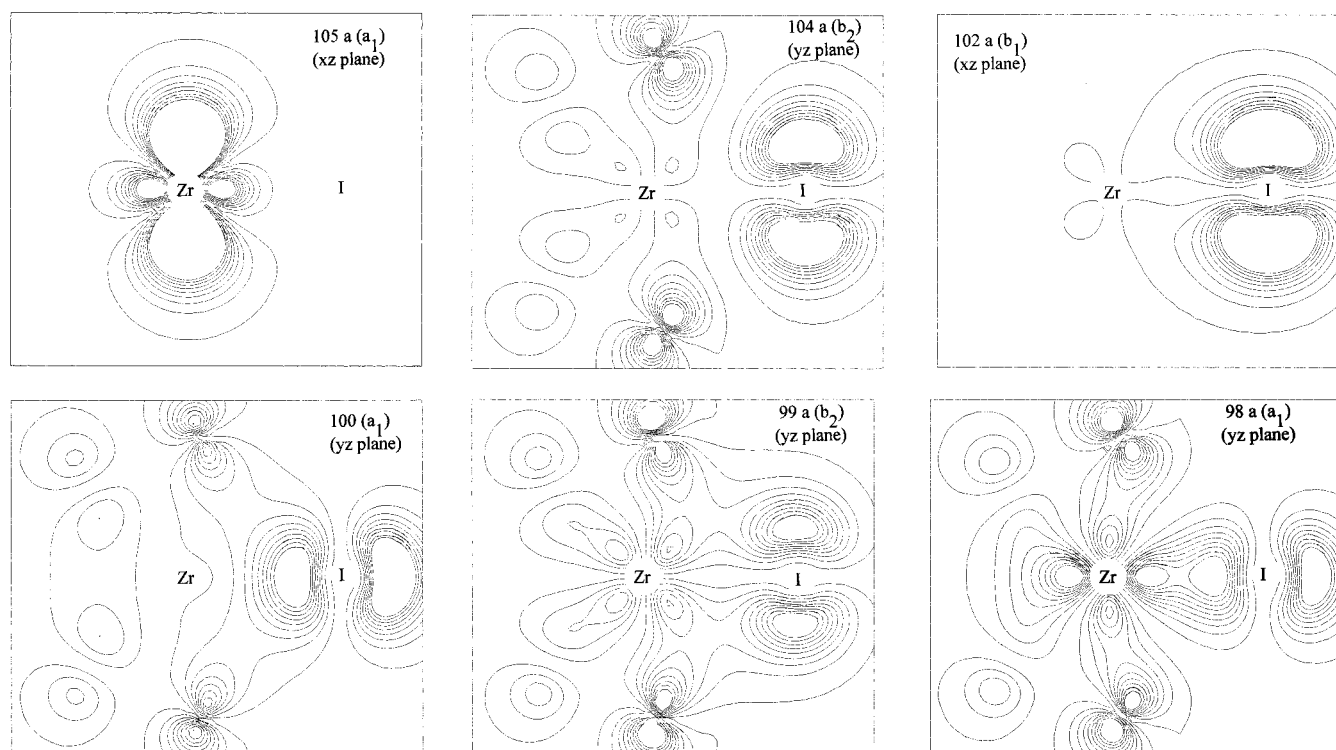 105 a (a1)
(xz plane)
Zr
I
104 a (b2)
(yz plane)
Zr
I
102 a (b1)
(xz plane)
Zr
I
100 (a1)
(yz plane)
Zr
I
99 a (b2)
(yz plane)
Zr
I
98 a (a1)
(yz plane)
Zr
I